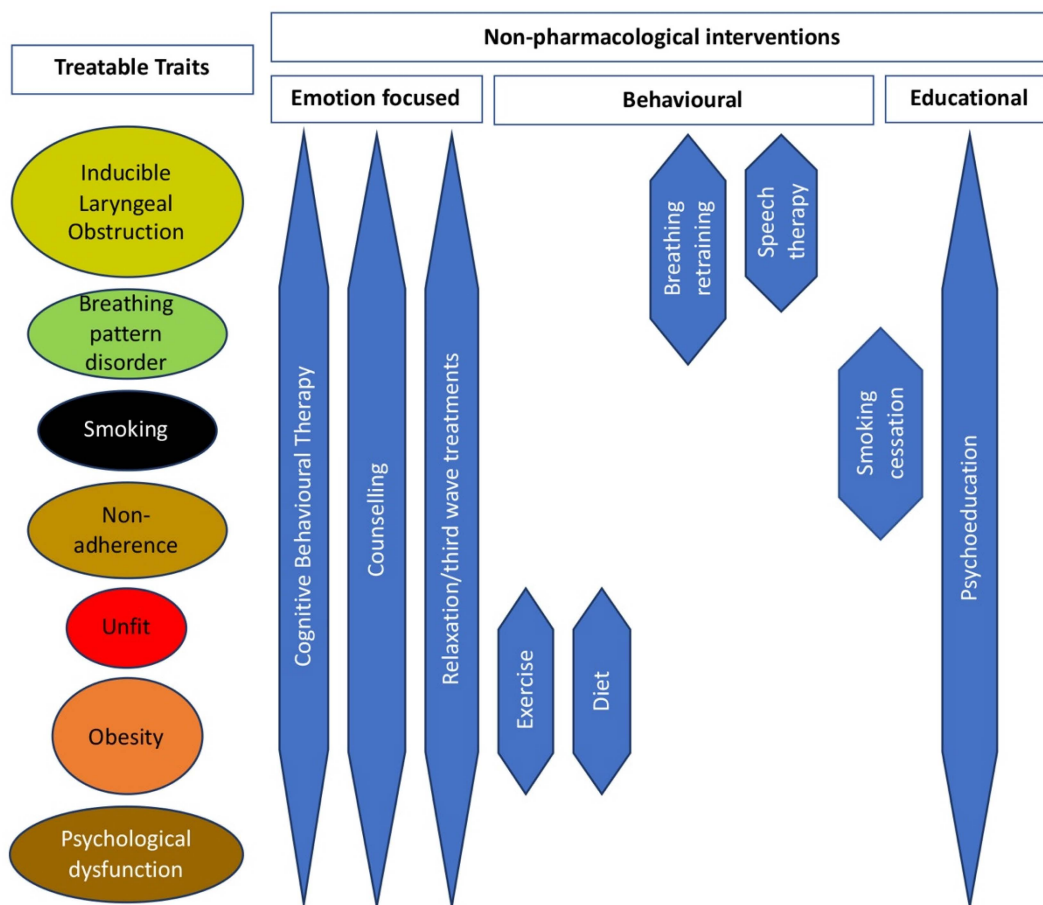 Non-pharmacological interventions
Treatable Traits
Emotion focused
Behavioural
Educational
Inducible
Laryngeal
Obstruction
Breathing
pattern
disorder
Smoking
Non-
adherence
Unfit
Obesity
Psychological
dysfunction
Cognitive Behavioural Therapy
Counselling
Relaxation/third wave treatments
Exercise
Diet
Breathing
retraining
Speech
therapy
Smoking
cessation
Psychoeducation